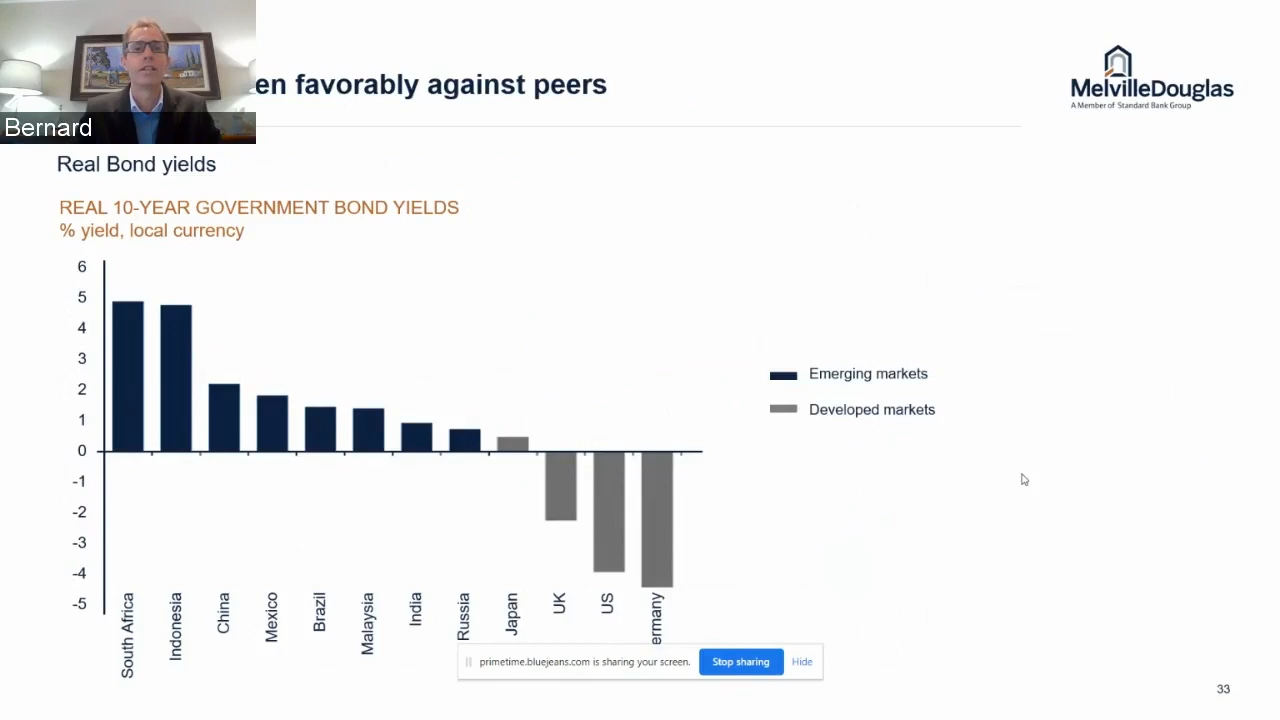 Bernard
en favorably against peers
MelvilleDouglas
A Member of Standard Bank Group
Real Bond yields
REAL 10-YEAR GOVERNMENT BOND YIELDS
% yield, local currency
6
5
4
3
2
1
0
-1
-2
-3
-4
-5
South Africa
Indonesia
China
Mexico
Brazil
Malaysia
India
Russia
Japan
UK
US
ermany
Emerging markets
Developed markets
primetime.bluejeans.com is sharing your screen.
Stop sharing
Hide
33